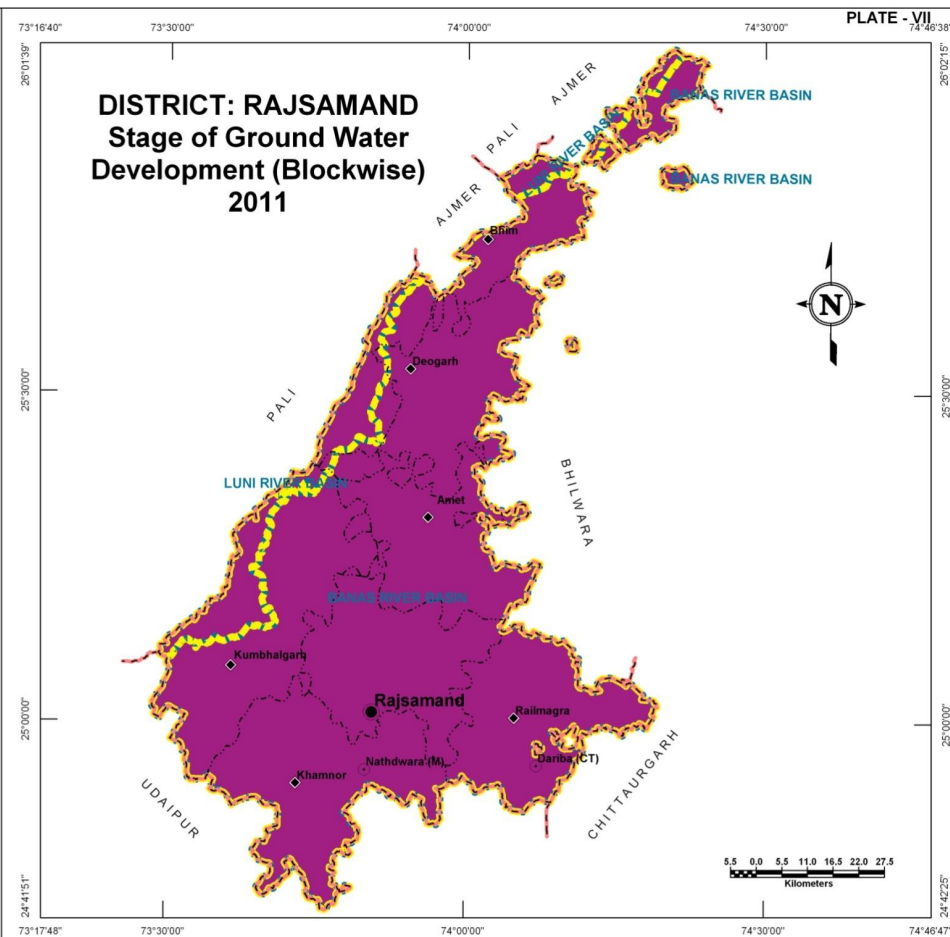 PLATE - VII
73°16'40"
73°30'00"
74°00'00"
74°30'00"
74°46'38"
26°01'39"
26°02'15"
DISTRICT: RAJSAMAND
Stage of Ground Water
Development (Blockwise)
2011
AJMER
BANAS RIVER BASIN
PALI
RIVER BASIN
BANAS RIVER BASIN
AJMER
Bhim
N
Deogarh
25°30'00"
25°30'00"
PALI
LUNI RIVER BASIN
BHILWARA
Amet
BANAS RIVER BASIN
Kumbhalgarh
Rajsamand
Railmagra
25°00'00"
25°00'00"
Nathdwara (M)
Dariba (CT)
Khamnor
UDAIPUR
CHITTAURGARH
5.5 0.0 5.5 11.0 16.5 22.0 27.5
Kilometers
24°41'51"
24°42'25"
73°17'48"
73°30'00"
74°00'00"
74°30'00"
74°46'47"